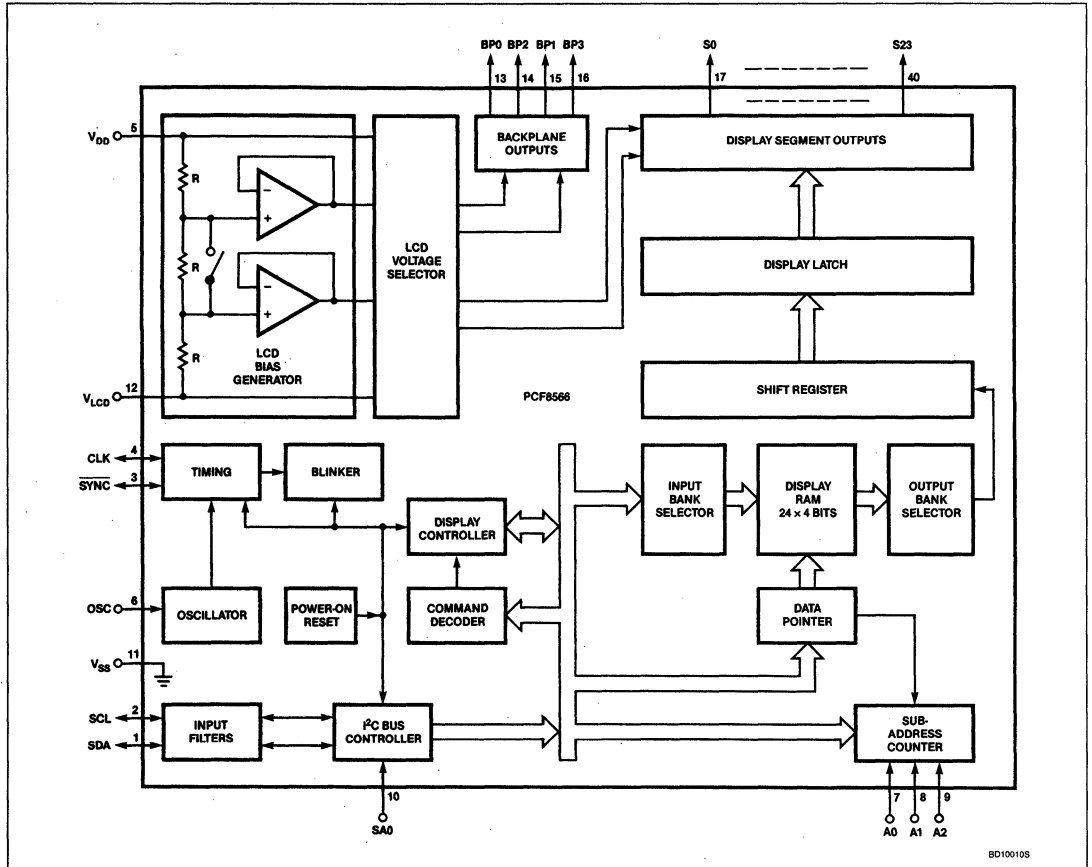 BP0 BP2 BP1 BP3
S0
S23
13 14 15 16
17
40
V_DD 5
R
R
R
-
+
-
+
LCD
BIAS
GENERATOR
LCD
VOLTAGE
SELECTOR
BACKPLANE
OUTPUTS
DISPLAY SEGMENT OUTPUTS
DISPLAY LATCH
SHIFT REGISTER
V_LCD 12
PCF8566
CLK 4
SYNC 3
TIMING
BLINKER
DISPLAY
CONTROLLER
INPUT
BANK
SELECTOR
DISPLAY
RAM
24 × 4 BITS
OUTPUT
BANK
SELECTOR
OSC 6
OSCILLATOR
POWER-ON
RESET
COMMAND
DECODER
DATA
POINTER
V_SS 11
SCL 2
SDA 1
INPUT
FILTERS
I²C BUS
CONTROLLER
SUB-
ADDRESS
COUNTER
10
SA0
7 8 9
A0 A1 A2
BD10010S